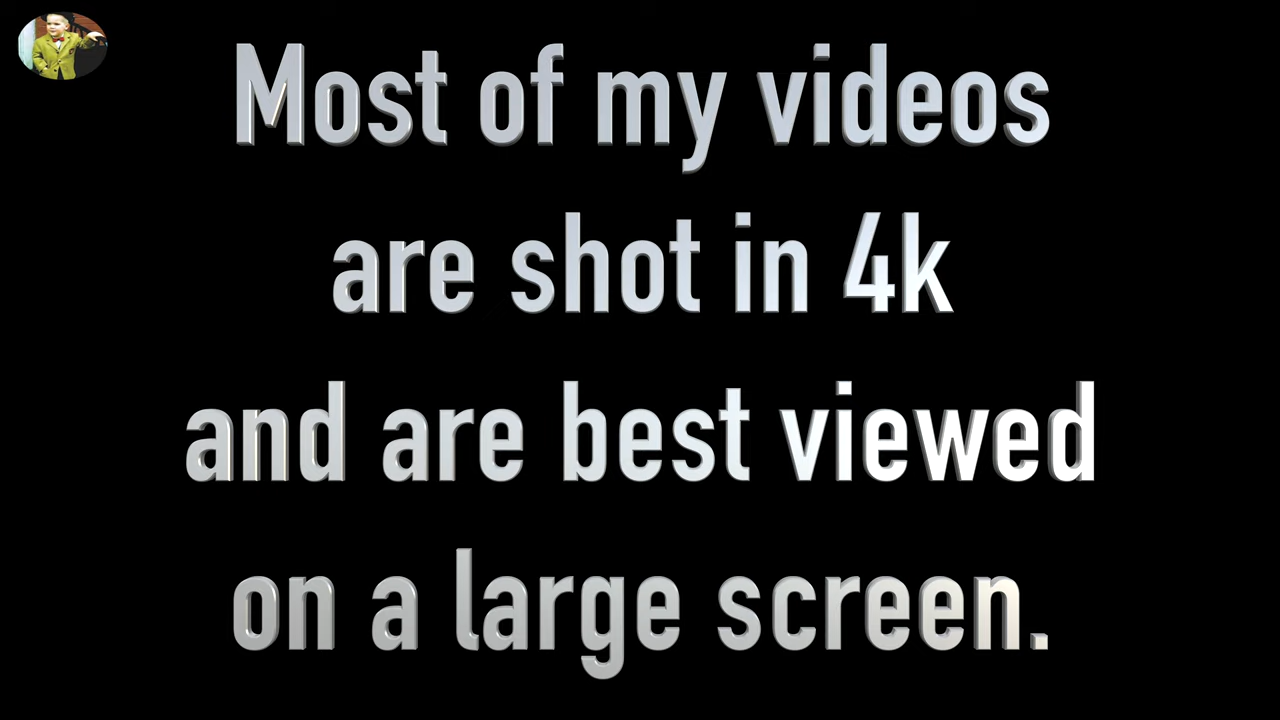 Most of my videos
are shot in 4k
and are best viewed
on a large screen.